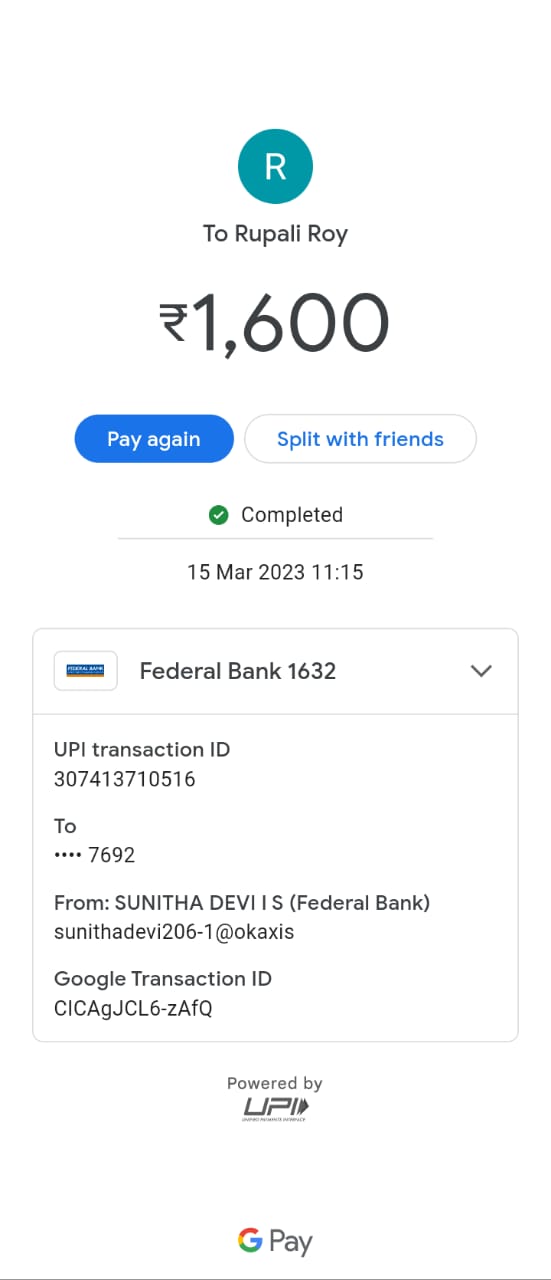 R
To Rupali Roy
₹1,600
Pay again
Split with friends
Completed
15 Mar 2023 11:15
FEDERAL BANK
Federal Bank 1632
UPI transaction ID
307413710516
To
•••• 7692
From: SUNITHA DEVI I S (Federal Bank)
sunithadevi206-1@okaxis
Google Transaction ID
CICAgJCL6-zAfQ
Powered by
UPI
UNIFIED PAYMENTS INTERFACE
G Pay